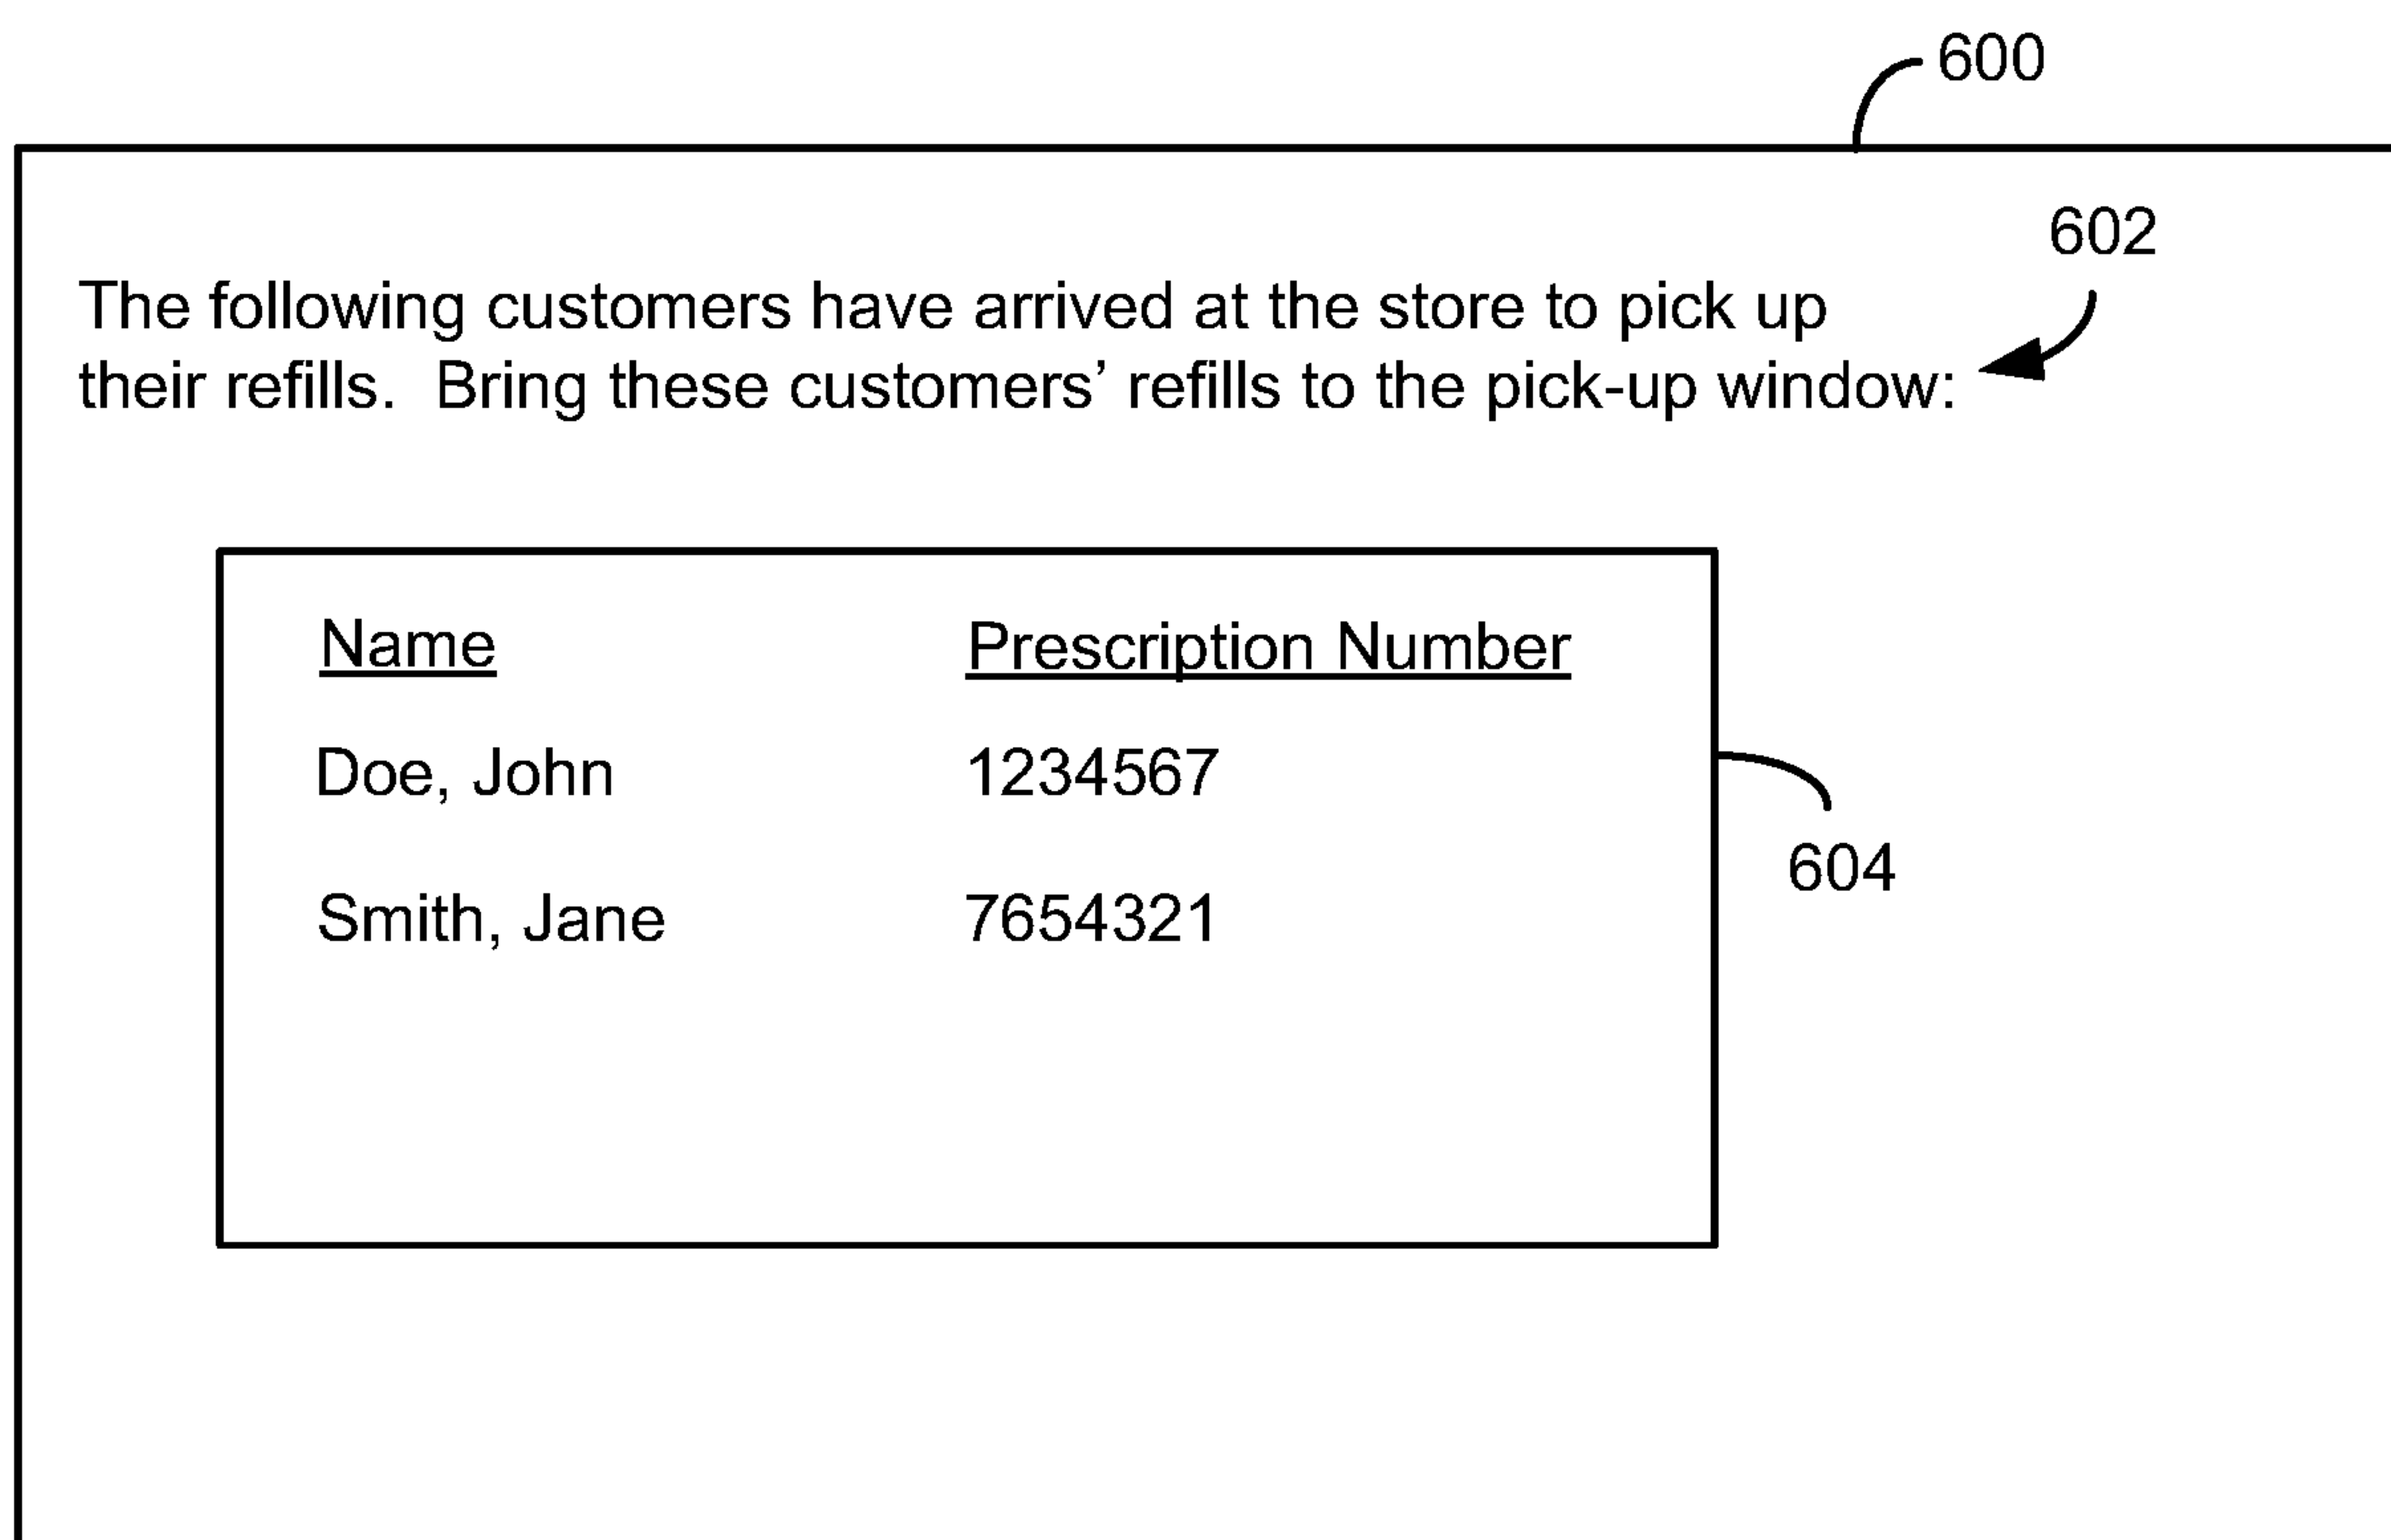 600
602
The following customers have arrived at the store to pick up
their refills.  Bring these customers’ refills to the pick-up window:
Name Prescription Number
Doe, John 1234567
604
Smith, Jane 7654321